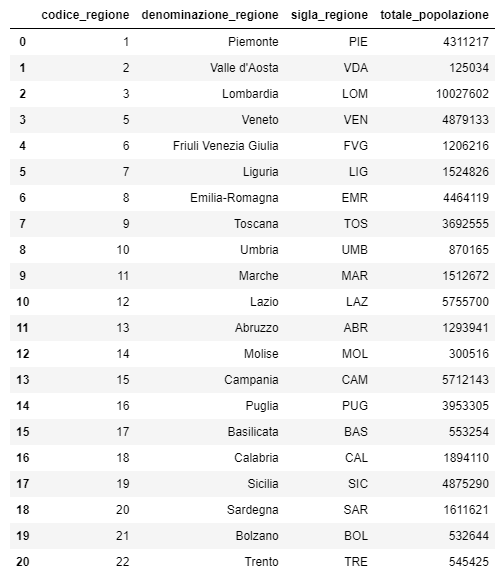 codice_regione denominazione_regione sigla_regione totale_popolazione
0 1 Piemonte PIE 4311217
1 2 Valle d'Aosta VDA 125034
2 3 Lombardia LOM 10027602
3 5 Veneto VEN 4879133
4 6 Friuli Venezia Giulia FVG 1206216
5 7 Liguria LIG 1524826
6 8 Emilia-Romagna EMR 4464119
7 9 Toscana TOS 3692555
8 10 Umbria UMB 870165
9 11 Marche MAR 1512672
10 12 Lazio LAZ 5755700
11 13 Abruzzo ABR 1293941
12 14 Molise MOL 300516
13 15 Campania CAM 5712143
14 16 Puglia PUG 3953305
15 17 Basilicata BAS 553254
16 18 Calabria CAL 1894110
17 19 Sicilia SIC 4875290
18 20 Sardegna SAR 1611621
19 21 Bolzano BOL 532644
20 22 Trento TRE 545425